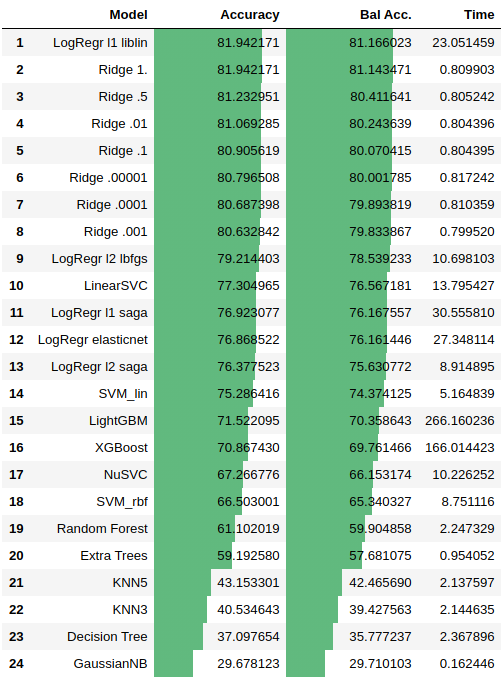 Model Accuracy Bal Acc. Time
1 LogRegr l1 liblin 81.942171 81.166023 23.051459
2 Ridge 1. 81.942171 81.143471 0.809903
3 Ridge .5 81.232951 80.411641 0.805242
4 Ridge .01 81.069285 80.243639 0.804396
5 Ridge .1 80.905619 80.070415 0.804395
6 Ridge .00001 80.796508 80.001785 0.817242
7 Ridge .0001 80.687398 79.893819 0.810359
8 Ridge .001 80.632842 79.833867 0.799520
9 LogRegr l2 lbfgs 79.214403 78.539233 10.698103
10 LinearSVC 77.304965 76.567181 13.795427
11 LogRegr l1 saga 76.923077 76.167557 30.555810
12 LogRegr elasticnet 76.868522 76.161446 27.348114
13 LogRegr l2 saga 76.377523 75.630772 8.914895
14 SVM_lin 75.286416 74.374125 5.164839
15 LightGBM 71.522095 70.358643 266.160236
16 XGBoost 70.867430 69.761466 166.014423
17 NuSVC 67.266776 66.153174 10.226252
18 SVM_rbf 66.503001 65.340327 8.751116
19 Random Forest 61.102019 59.904858 2.247329
20 Extra Trees 59.192580 57.681075 0.954052
21 KNN5 43.153301 42.465690 2.137597
22 KNN3 40.534643 39.427563 2.144635
23 Decision Tree 37.097654 35.777237 2.367896
24 GaussianNB 29.678123 29.710103 0.162446